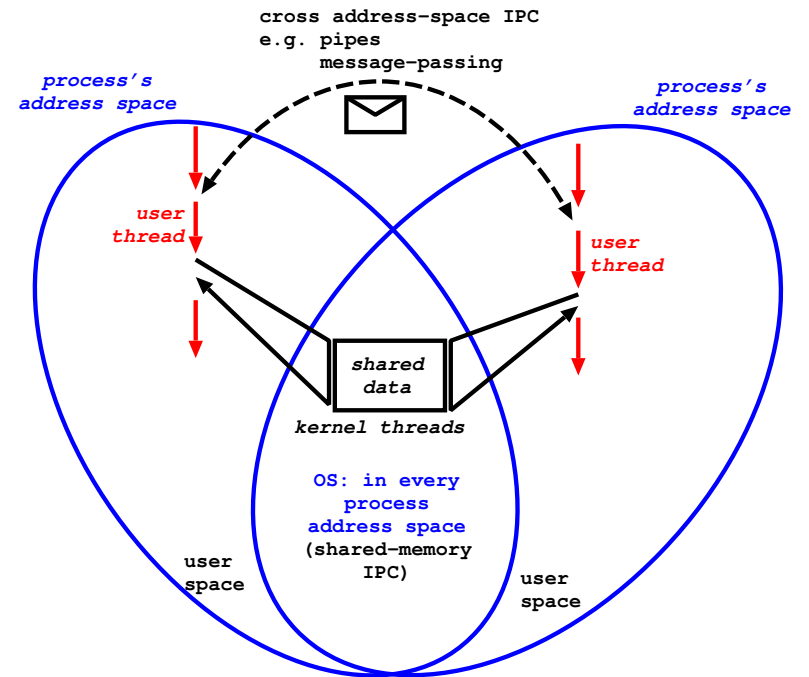 cross address-space IPC
e.g. pipes
message-passing
process's
address space
process's
address space
user
thread
user
thread
shared
data
kernel threads
OS: in every
process
address space
(shared-memory
IPC)
user
space
user
space